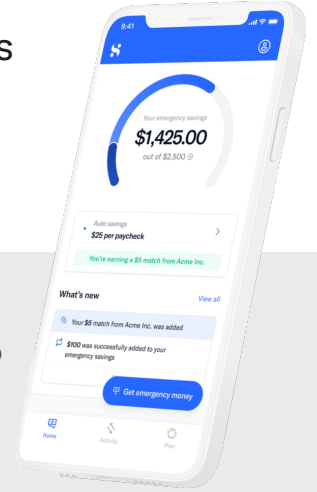 s
9:41
Your emergency savings
$1,425.00
out of $2,500
Auto savings
$25 per paycheck
You're earning a $5 match from Acme Inc.
What's new
View all
Your $5 match from Acme Inc. was added
$100 was successfully added to your
emergency savings
Get emergency money
Home
Activity
Plan